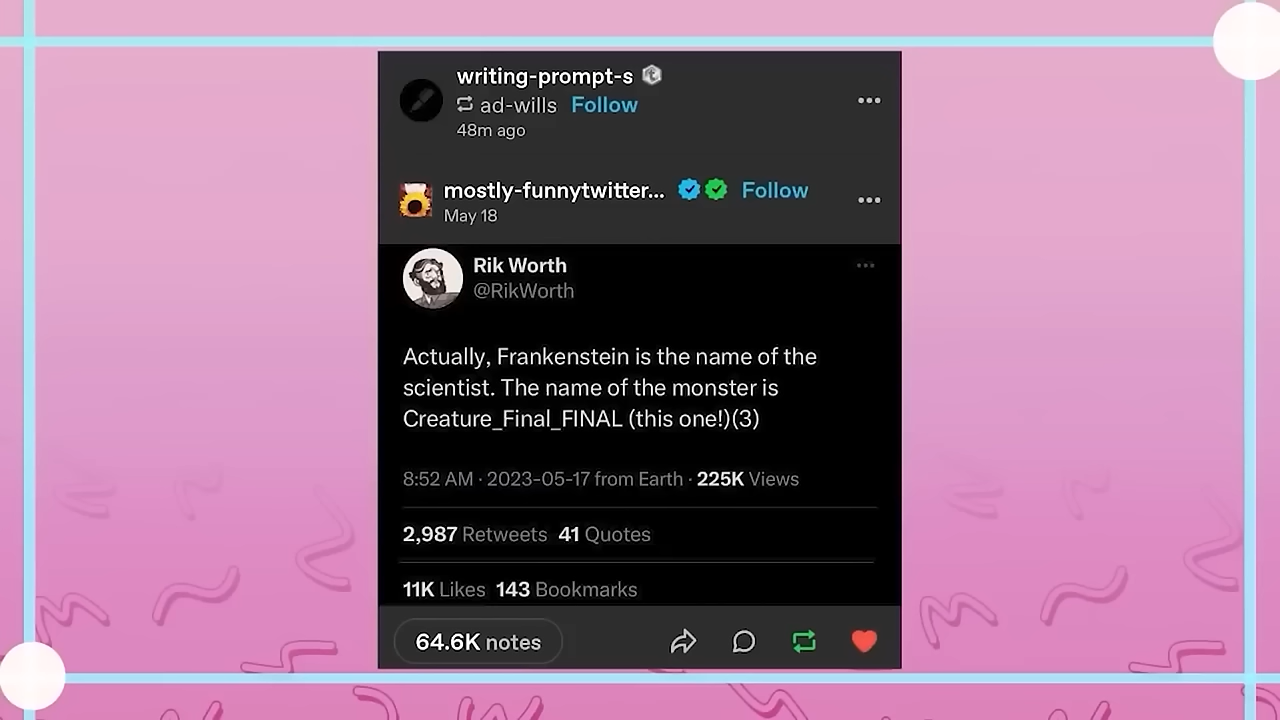 writing-prompt-s
ad-wills Follow
48m ago
mostly-funnytwitter... Follow
May 18
Rik Worth
@RikWorth
Actually, Frankenstein is the name of the
scientist. The name of the monster is
Creature_Final_FINAL (this one!)(3)
8:52 AM · 2023-05-17 from Earth · 225K Views
2,987 Retweets 41 Quotes
11K Likes 143 Bookmarks
64.6K notes